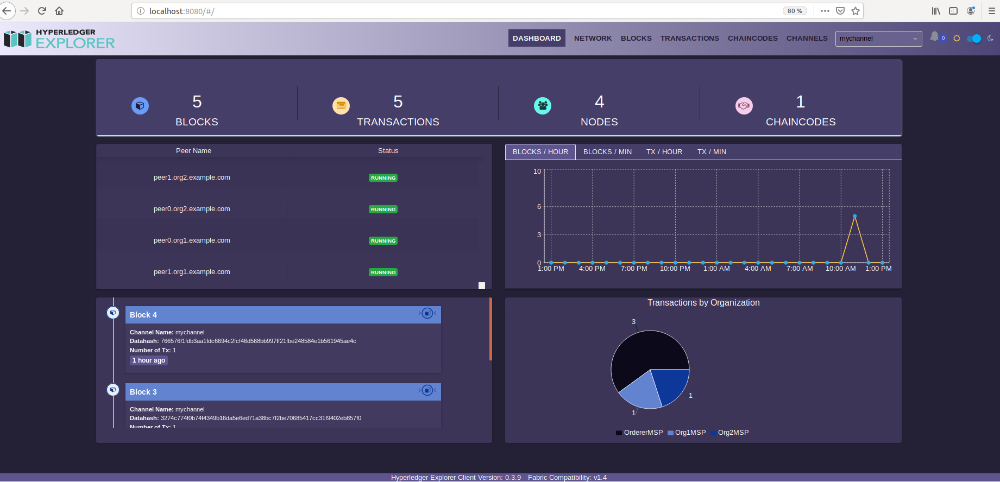 localhost:8080/#/
80 %
HYPERLEDGER
EXPLORER
DASHBOARD NETWORK BLOCKS TRANSACTIONS CHAINCODES CHANNELS mychannel 0
5
BLOCKS
5
TRANSACTIONS
4
NODES
1
CHAINCODES
Peer Name Status
peer1.org2.example.com RUNNING
peer0.org2.example.com RUNNING
peer0.org1.example.com RUNNING
peer1.org1.example.com RUNNING
BLOCKS / HOUR BLOCKS / MIN TX / HOUR TX / MIN
10
6
3
0
1:00 PM 4:00 PM 7:00 PM 10:00 PM 1:00 AM 4:00 AM 7:00 AM 10:00 AM 1:00 PM
Block 4
Channel Name: mychannel
Datahash: 766576f1fdb3aa1fdc6694c2fcf46d568bb997ff21fbe248584e1b561945ae4c
Number of Tx: 1
1 hour ago
Block 3
Channel Name: mychannel
Datahash: 3274c774f0b74f4349b16da5e6ed71a38bc7f2be70685417cc31f9402eb857f0
Number of Tx: 1
Transactions by Organization
3
1
1
OrdererMSP Org1MSP Org2MSP
Hyperledger Explorer Client Version: 0.3.9 Fabric Compatibility: v1.4